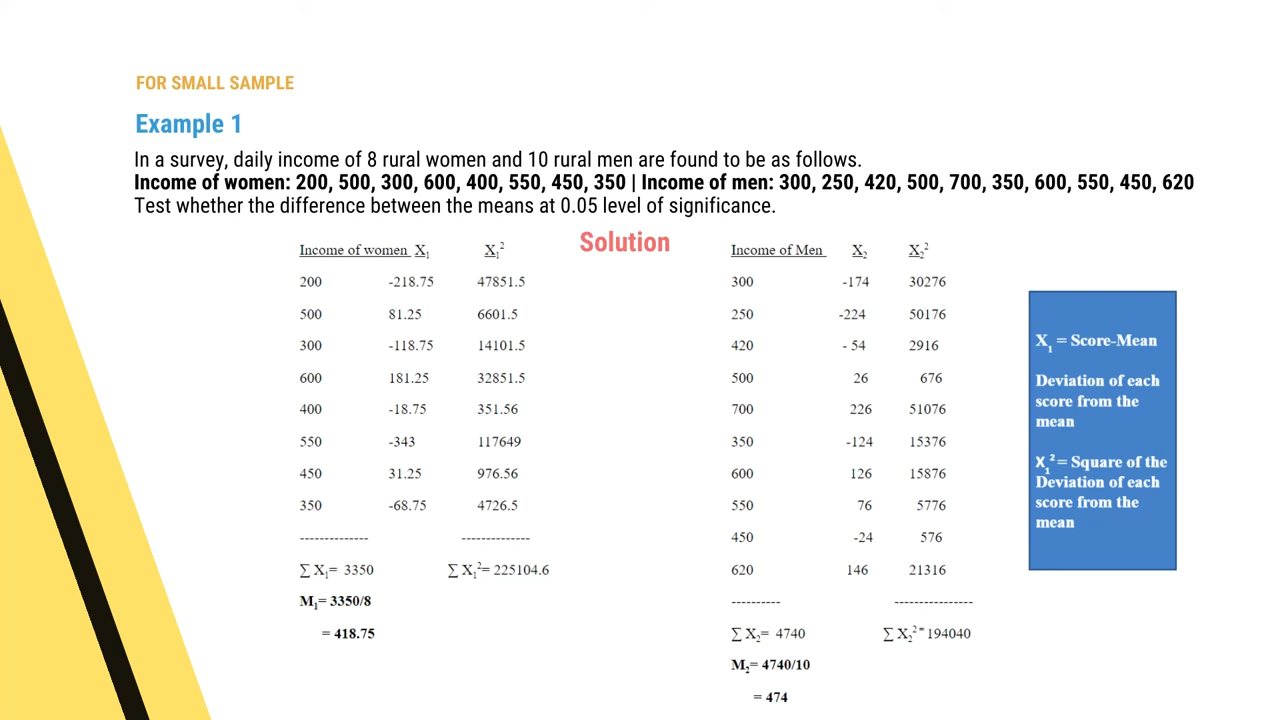 FOR SMALL SAMPLE
Example 1
In a survey, daily income of 8 rural women and 10 rural men are found to be as follows.
Income of women: 200, 500, 300, 600, 400, 550, 450, 350 | Income of men: 300, 250, 420, 500, 700, 350, 600, 550, 450, 620
Test whether the difference between the means at 0.05 level of significance.
Solution
Income of women X₁ X₁²
200 -218.75 47851.5
500 81.25 6601.5
300 -118.75 14101.5
600 181.25 32851.5
400 -18.75 351.56
550 -343 117649
450 31.25 976.56
350 -68.75 4726.5
-------------- --------------
∑ X₁= 3350 ∑ X₁²= 225104.6
M₁= 3350/8
= 418.75
Income of Men X₂ X₂²
300 -174 30276
250 -224 50176
420 - 54 2916
500 26 676
700 226 51076
350 -124 15376
600 126 15876
550 76 5776
450 -24 576
620 146 21316
---------- ----------------
∑ X₂= 4740 ∑ X₂² = 194040
M₂= 4740/10
= 474
X₁ = Score-Mean
Deviation of each
score from the
mean
X₁² = Square of the
Deviation of each
score from the
mean